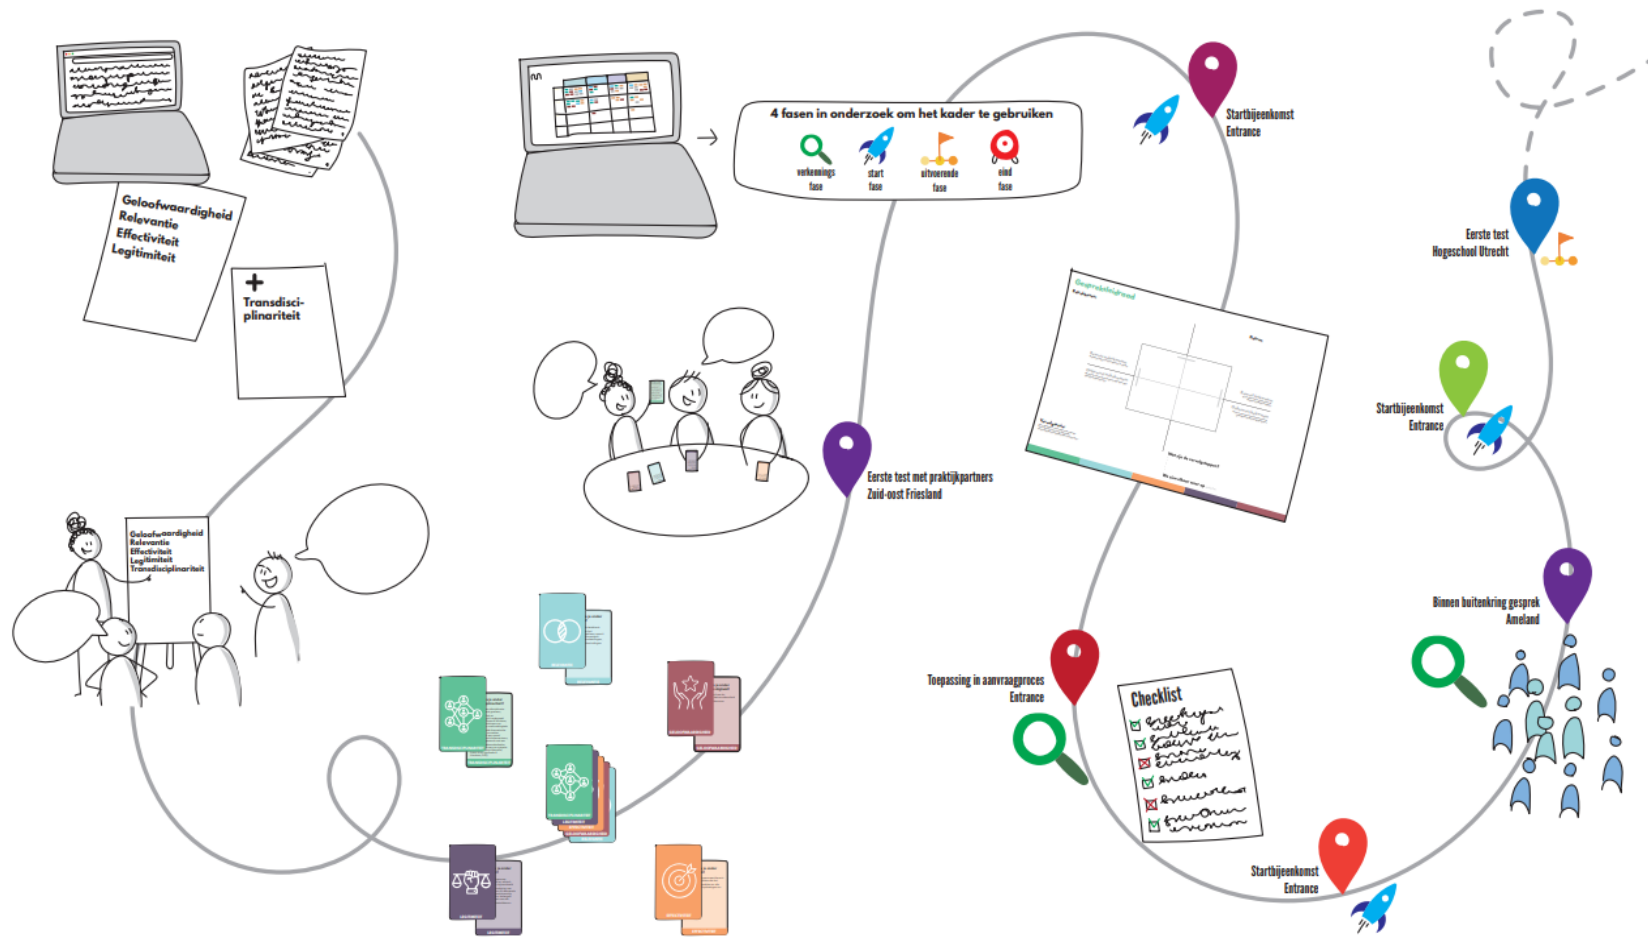 Geloofwaardigheid
Relevantie
Effectiviteit
Legitimiteit
+
Transdisci-
plinariteit
Geloofwaardigheid
Relevantie
Effectiviteit
Legitimiteit
Transdisciplinariteit
4 fasen in onderzoek om het kader te gebruiken
verkennings
fase
start
fase
uitvoerende
fase
eind
fase
Eerste test met praktijkpartners
Zuid-oost Friesland
Startbijeenkomst
Entrance
Toepassing in aanvraagproces
Entrance
Checklist
Startbijeenkomst
Entrance
Binnen buitenkring gesprek
Ameland
Startbijeenkomst
Entrance
Eerste test
Hogeschool Utrecht